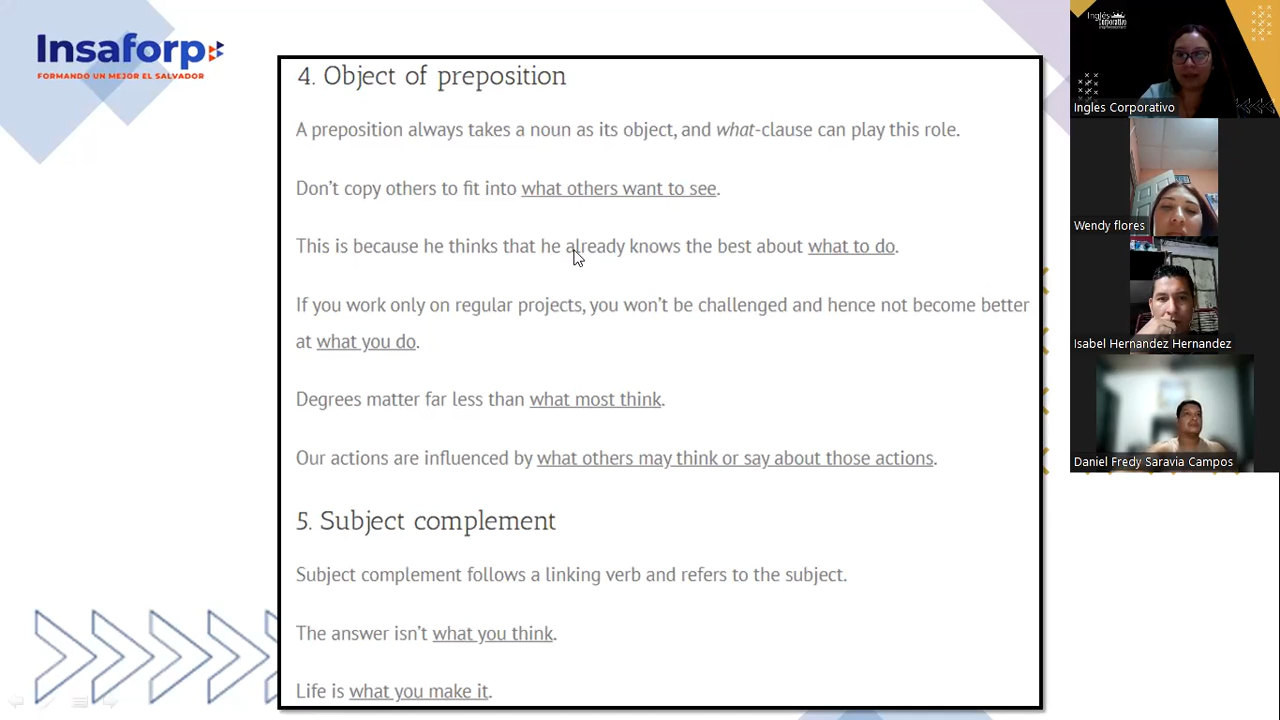 Insaforp
FORMANDO UN MEJOR EL SALVADOR
4. Object of preposition
A preposition always takes a noun as its object, and what-clause can play this role.
Don't copy others to fit into what others want to see.
This is because he thinks that he already knows the best about what to do.
If you work only on regular projects, you won't be challenged and hence not become better
at what you do.
Degrees matter far less than what most think.
Our actions are influenced by what others may think or say about those actions.
5. Subject complement
Subject complement follows a linking verb and refers to the subject.
The answer isn't what you think.
Life is what you make it.
Inglés
Corporativo
Ingles Corporativo
Wendy flores
Isabel Hernandez Hernandez
Daniel Fredy Saravia Campos